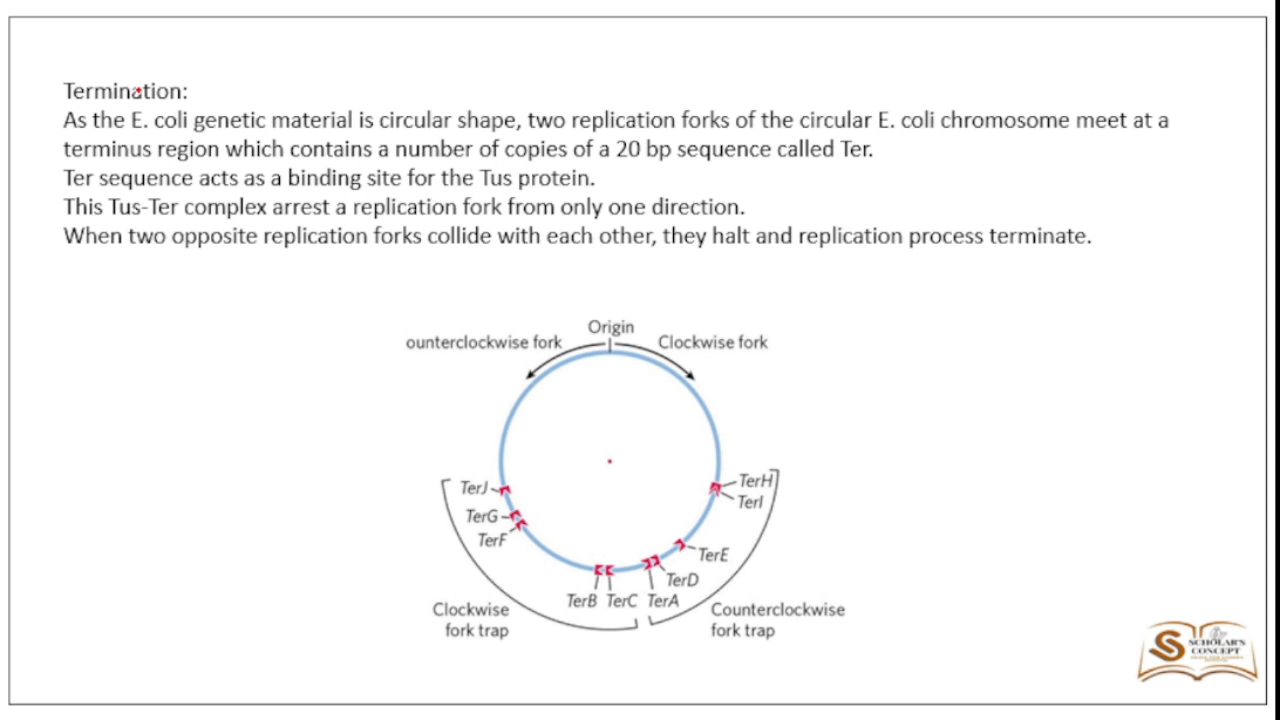 Termination:
As the E. coli genetic material is circular shape, two replication forks of the circular E. coli chromosome meet at a
terminus region which contains a number of copies of a 20 bp sequence called Ter.
Ter sequence acts as a binding site for the Tus protein.
This Tus-Ter complex arrest a replication fork from only one direction.
When two opposite replication forks collide with each other, they halt and replication process terminate.
Origin
ounterclockwise fork
Clockwise fork
TerJ
TerG
TerF
TerH
TerI
TerE
TerD
TerB TerC TerA
Clockwise
fork trap
Counterclockwise
fork trap
SCHOLAR'S
CONCEPT